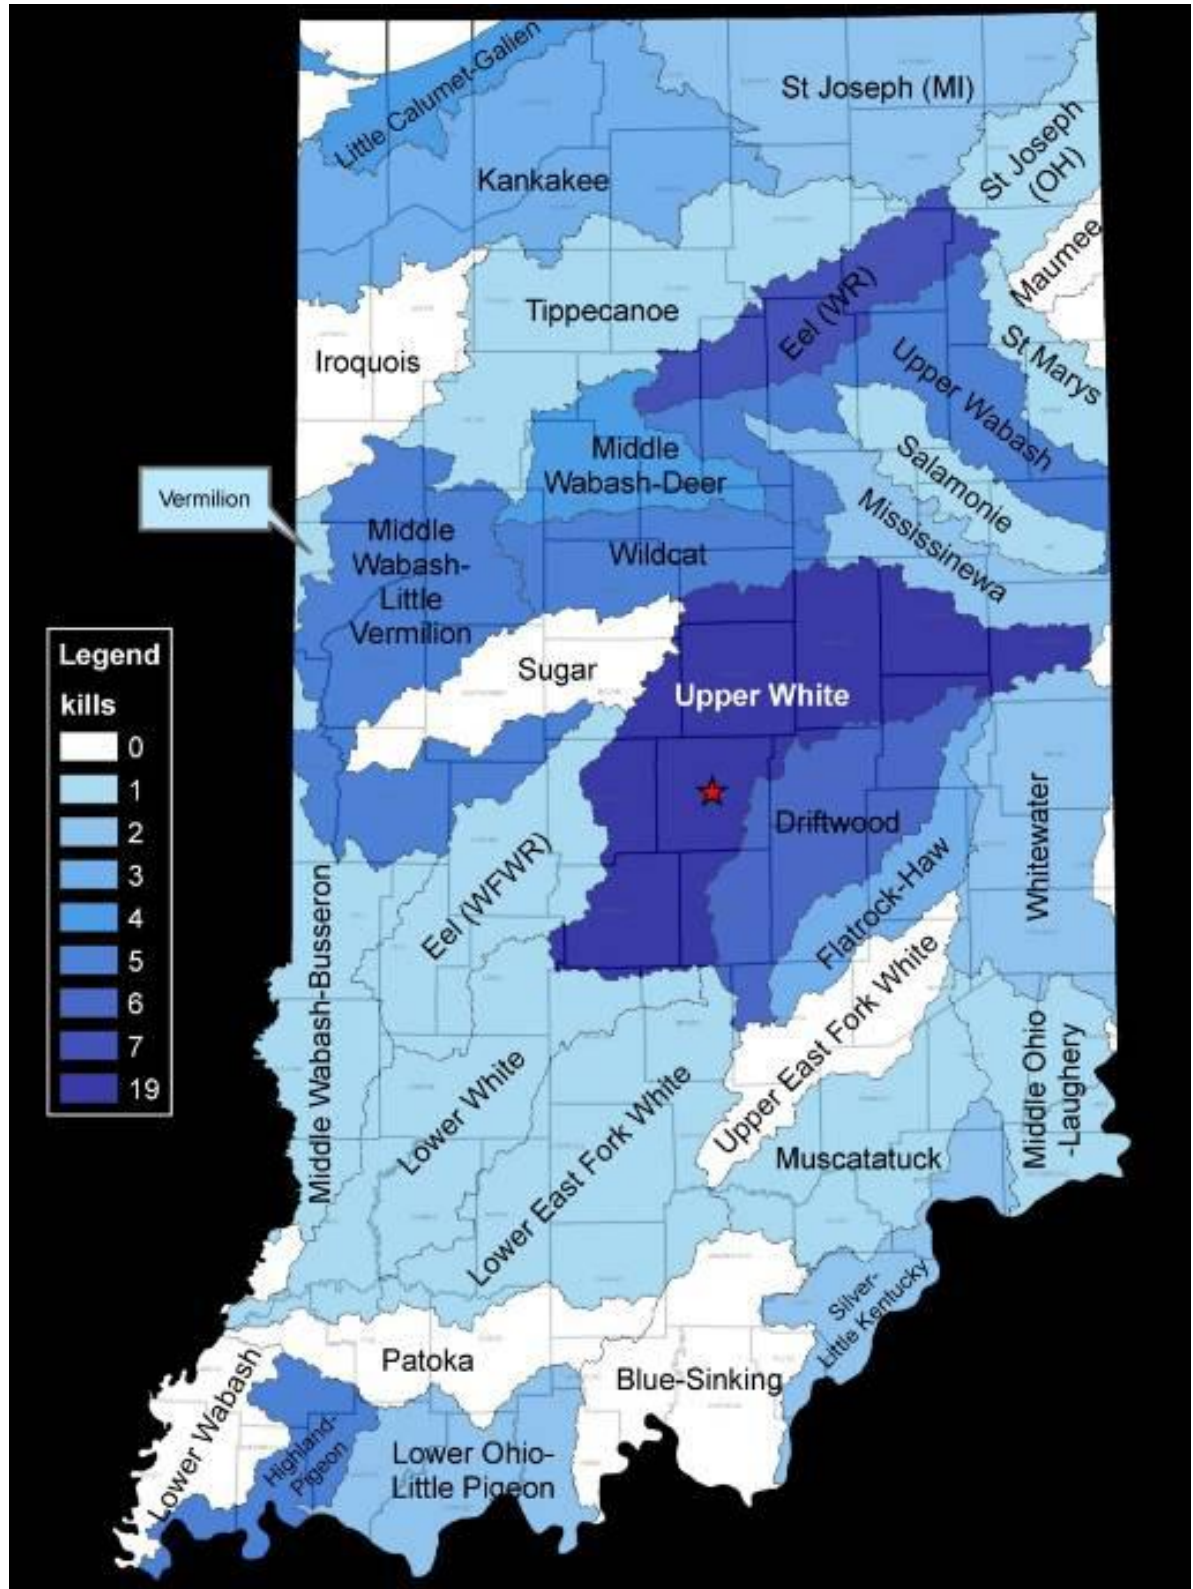 Little Calumet-Galien
St Joseph (MI)
St Joseph
(OH)
Kankakee
Maumee
Tippecanoe
Eel (WR)
Iroquois
St Marys
Upper Wabash
Middle
Wabash-Deer
Salamonie
Vermilion
Middle
Wabash-
Little
Vermilion
Wildcat
Mississinewa
Legend
kills
0
1
2
3
4
5
6
7
19
Sugar
Upper White
Driftwood
Whitewater
Eel (WFWR)
Flatrock-Haw
Middle Wabash-Busseron
Upper East Fork White
Lower White
Lower East Fork White
Middle Ohio
-Laughery
Muscatatuck
Silver-
Little Kentucky
Patoka
Blue-Sinking
Lower Wabash
Highland-
Pigeon
Lower Ohio-
Little Pigeon